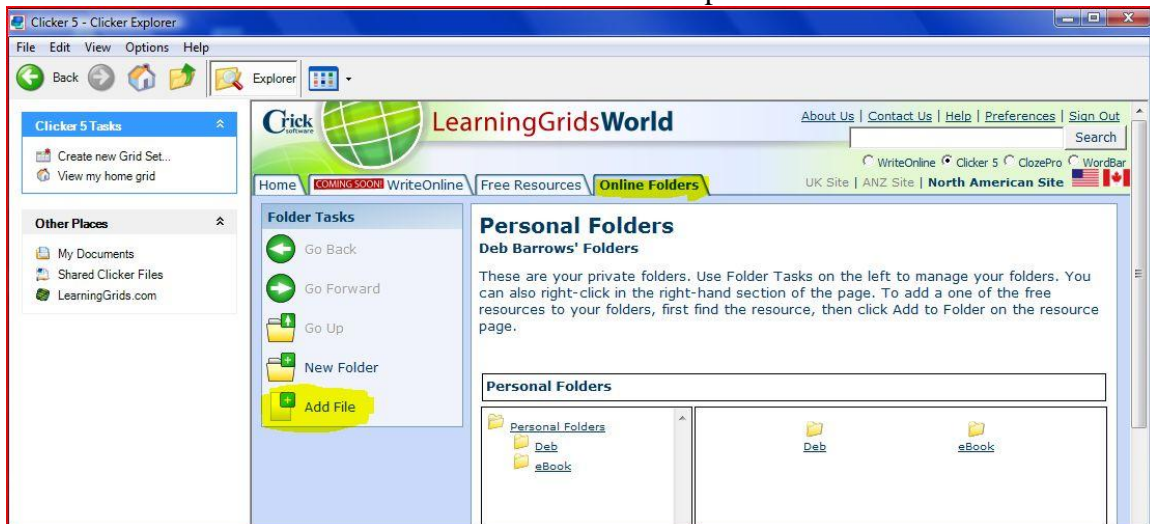 Clicker 5 - Clicker Explorer
File Edit View Options Help
Back Explorer
Clicker 5 Tasks
Create new Grid Set...
View my home grid
Other Places
My Documents
Shared Clicker Files
LearningGrids.com
Crick software LearningGridsWorld
About Us | Contact Us | Help | Preferences | Sign Out
Search
WriteOnline Clicker 5 ClozePro WordBar
Home COMING SOON! WriteOnline Free Resources Online Folders
UK Site | ANZ Site | North American Site
Folder Tasks
Go Back
Go Forward
Go Up
New Folder
Add File
Personal Folders
Deb Barrows' Folders
These are your private folders. Use Folder Tasks on the left to manage your folders. You
can also right-click in the right-hand section of the page. To add a one of the free
resources to your folders, first find the resource, then click Add to Folder on the resource
page.
Personal Folders
Personal Folders
Deb
eBook
Deb eBook